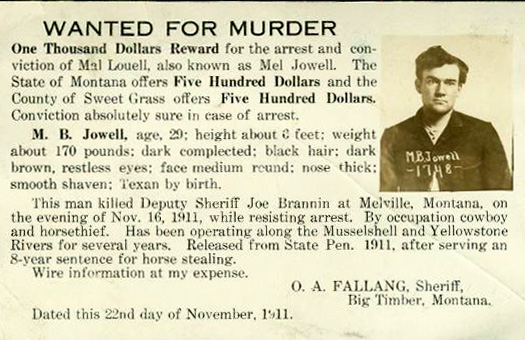 WANTED FOR MURDER
One Thousand Dollars Reward for the arrest and con-
viction of Mal Louell, also known as Mel Jowell. The
State of Montana offers Five Hundred Dollars and the
County of Sweet Grass offers Five Hundred Dollars.
Conviction absolutely sure in case of arrest.
M. B. Jowell, age, 29; height about 6 feet; weight
about 170 pounds; dark complected; black hair; dark
brown, restless eyes; face medium round; nose thick;
smooth shaven; Texan by birth.
M.B. Jowell
-1748-
This man killed Deputy Sheriff Joe Brannin at Melville, Montana, on
the evening of Nov. 16, 1911, while resisting arrest. By occupation cowboy
and horsethief. Has been operating along the Musselshell and Yellowstone
Rivers for several years. Released from State Pen. 1911, after serving an
8-year sentence for horse stealing.
Wire information at my expense.
O. A. FALLANG, Sheriff,
Big Timber, Montana.
Dated this 22nd day of November, 1911.